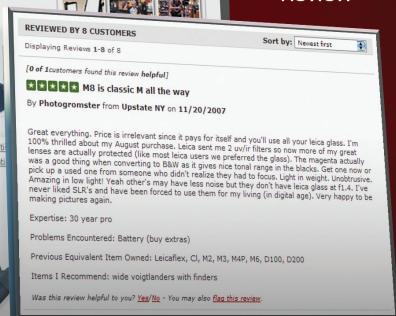 REVIEWED BY 8 CUSTOMERS
Sort by: Newest first
Displaying Reviews 1-8 of 8
[0 of 1customers found this review helpful]
M8 is classic M all the way
By Photogromster from Upstate NY on 11/20/2007
Great everything. Price is irrelevant since it pays for itself and you'll use all your leica glass. I'm
100% thrilled about my August purchase. Leica sent me 2 uv/ir filters so now more of my great
lenses are actually protected (like most leica users we preferred the glass). The magenta actually
was a good thing when converting to B&W as it gives nice tonal range in the blacks. Get one now or
pick up a used one from someone who didn't realize they had to focus. Light in weight. Unobtrusive.
Amazing in low light! Yeah other's may have less noise but they don't have leica glass at f1.4. I've
never liked SLR's and have been forced to use them for my living (in digital age). Very happy to be
making pictures again.
Expertise: 30 year pro
Problems Encountered: Battery (buy extras)
Previous Equivalent Item Owned: Leicaflex, Cl, M2, M3, M4P, M6, D100, D200
Items I Recommend: wide voigtlanders with finders
Was this review helpful to you? Yes/No - You may also flag this review.